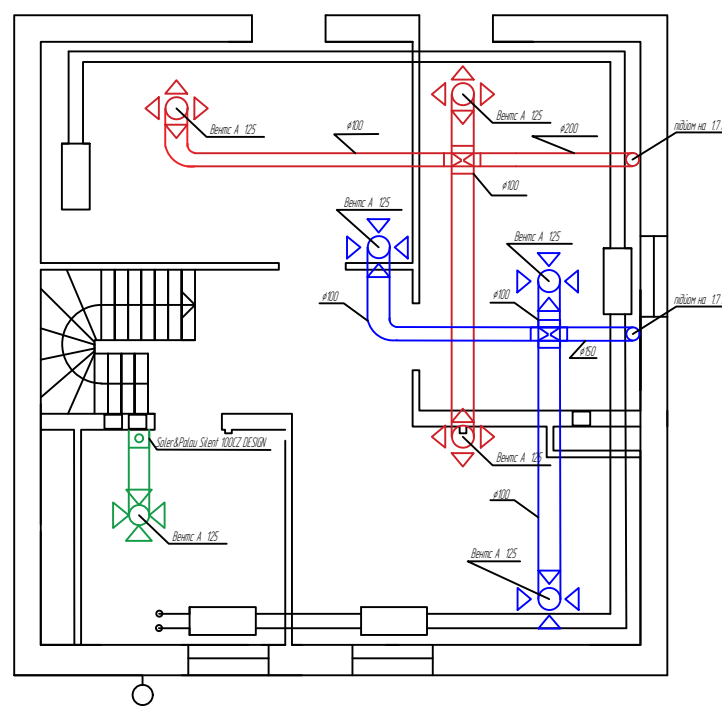 Вентс А 125
Вентс А 125
ø100
ø200
підйом на 1.7
ø100
Вентс А 125
Вентс А 125
ø100
ø100
підйом на 1.7
ø150
Soler&Palau Silent 100CZ DESIGN
Вентс А 125
ø100
Вентс А 125
Вентс А 125